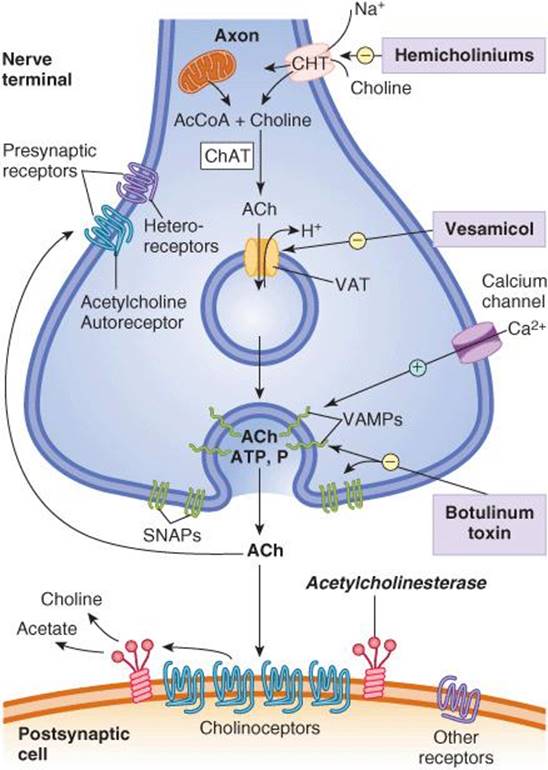 Axon
Na⁺
Nerve
terminal
CHT
Hemicholiniums
Choline
AcCoA + Choline
Presynaptic
receptors
ChAT
ACh
H⁺
Hetero-
receptors
Vesamicol
VAT
Acetylcholine
Autoreceptor
Calcium
channel
Ca²⁺
+
VAMPs
ACh
ATP, P
SNAPs
Botulinum
toxin
ACh
Acetylcholinesterase
Choline
Acetate
Cholinoceptors
Other
receptors
Postsynaptic
cell